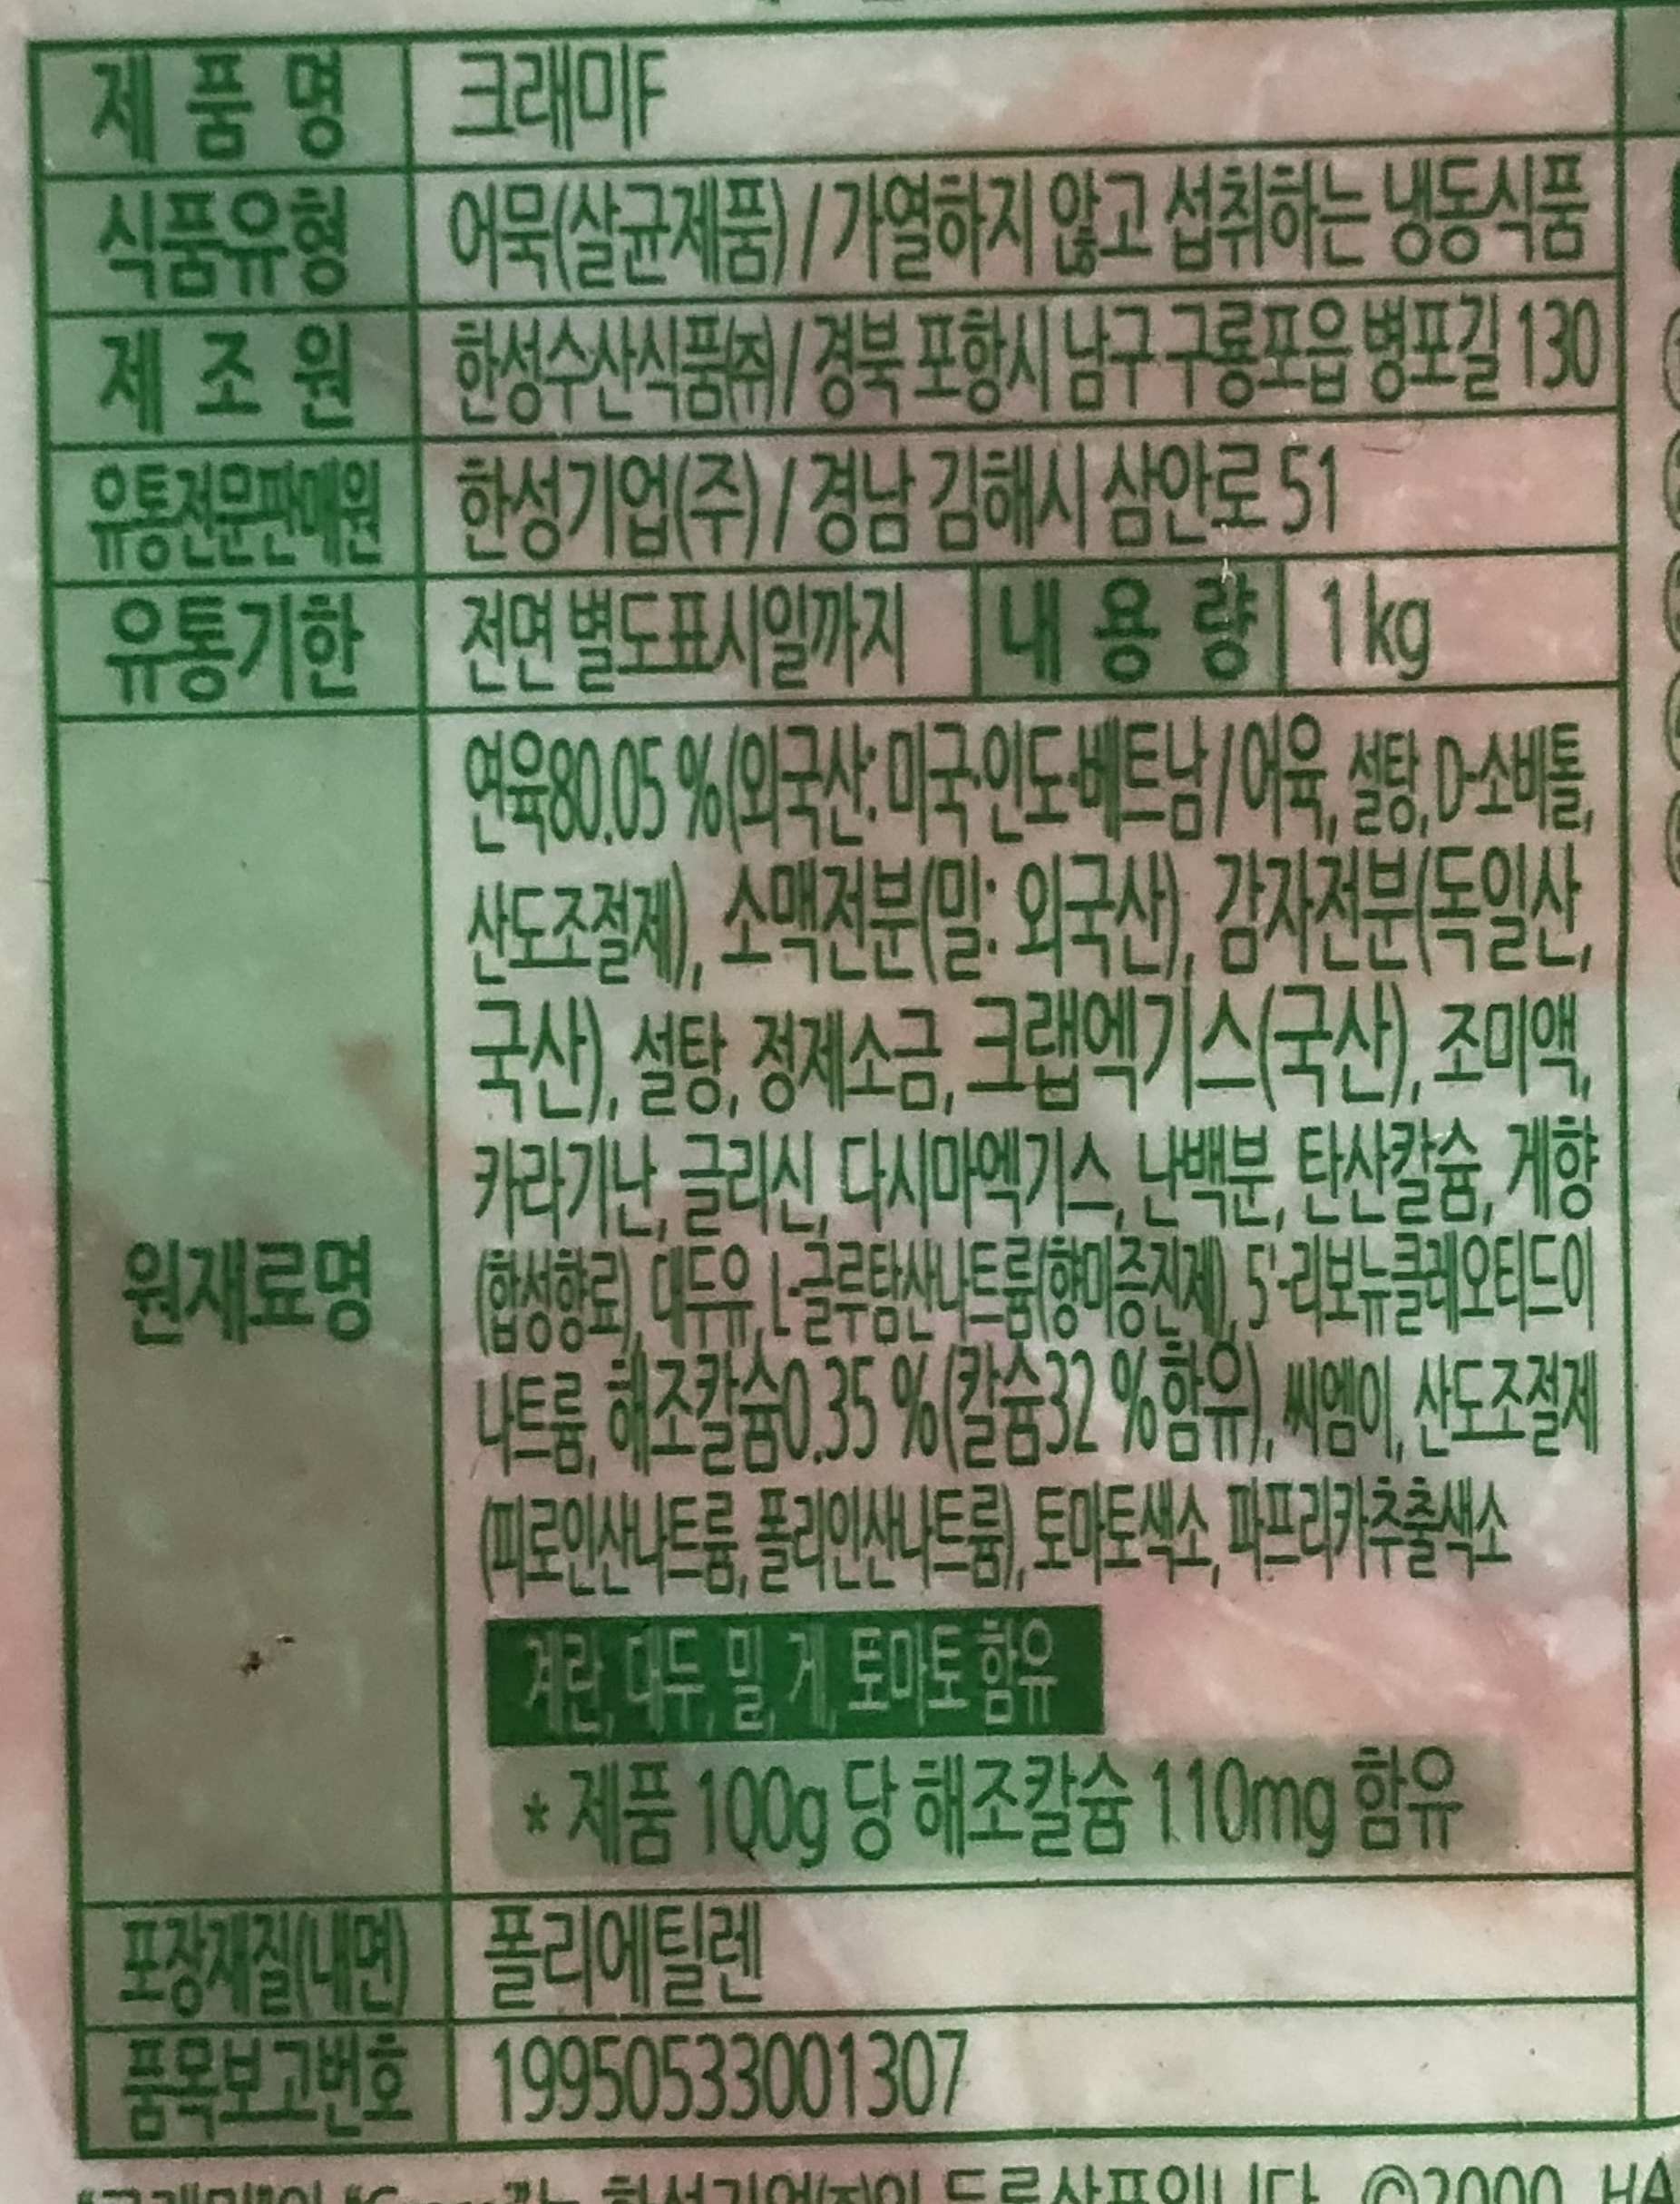 제 품 명 크래미F
식품유형 어묵(살균제품) / 가열하지 않고 섭취하는 냉동식품
제 조 원 한성수산식품㈜ / 경북 포항시 남구 구룡포읍 병포길 130
유통전문판매원 한성기업(주) / 경남 김해시 삼안로 51
유통기한 전면 별도표시일까지 내 용 량 1 kg
원재료명
연육80.05 %(외국산: 미국·인도·베트남 / 어육, 설탕, D-소비톨,
산도조절제), 소맥전분(밀: 외국산), 감자전분(독일산,
국산), 설탕, 정제소금, 크랩엑기스(국산), 조미액,
카라기난, 글리신, 다시마엑기스, 난백분, 탄산칼슘, 게향
(합성향료), 대두유, L-글루탐산나트륨(향미증진제), 5'-리보뉴클레오티드이
나트륨, 해조칼슘0.35 %(칼슘32 %함유), 씨엠이, 산도조절제
(피로인산나트륨, 폴리인산나트륨), 토마토색소, 파프리카추출색소
계란, 대두, 밀, 게, 토마토 함유
* 제품 100g 당 해조칼슘 110mg 함유
포장재질(내면) 폴리에틸렌
품목보고번호 19950533001307
한성기업㈜의 등록상표입니다. ©2000. HA